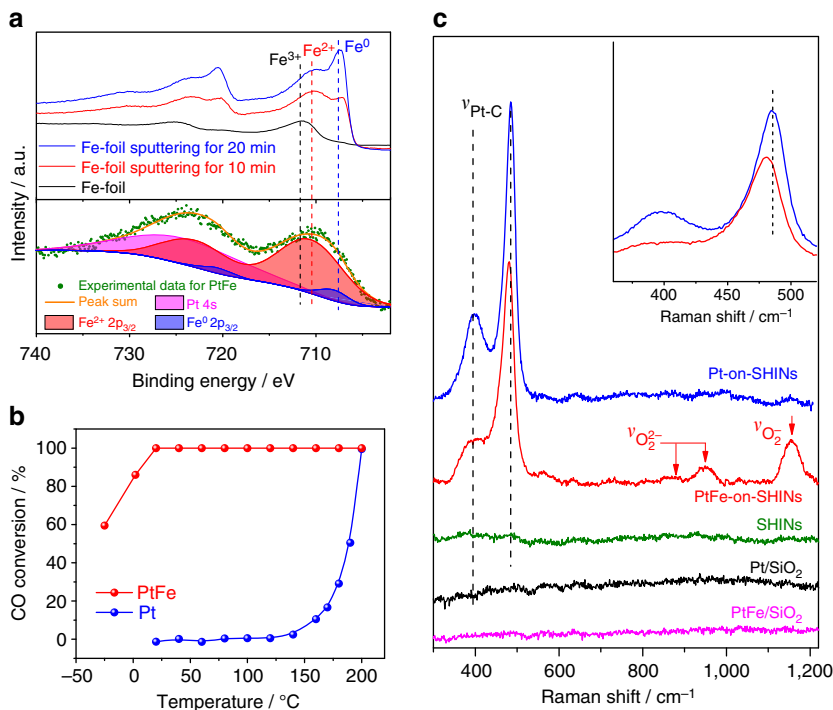 a
Fe³⁺
Fe²⁺
Fe⁰
Fe-foil sputtering for 20 min
Fe-foil sputtering for 10 min
Fe-foil
Intensity / a.u.
Experimental data for PtFe
Peak sum
Pt 4s
Fe²⁺ 2p₃/₂
Fe⁰ 2p₃/₂
740 730 720 710
Binding energy / eV
b
100
80
60
40
20
0
CO conversion / %
PtFe
Pt
−50 0 50 100 150 200
Temperature / °C
c
νPt-C
400 450 500
Raman shift / cm⁻¹
Pt-on-SHINs
νO₂²⁻
νO₂⁻
PtFe-on-SHINs
SHINs
Pt/SiO₂
PtFe/SiO₂
400 600 800 1,000 1,200
Raman shift / cm⁻¹